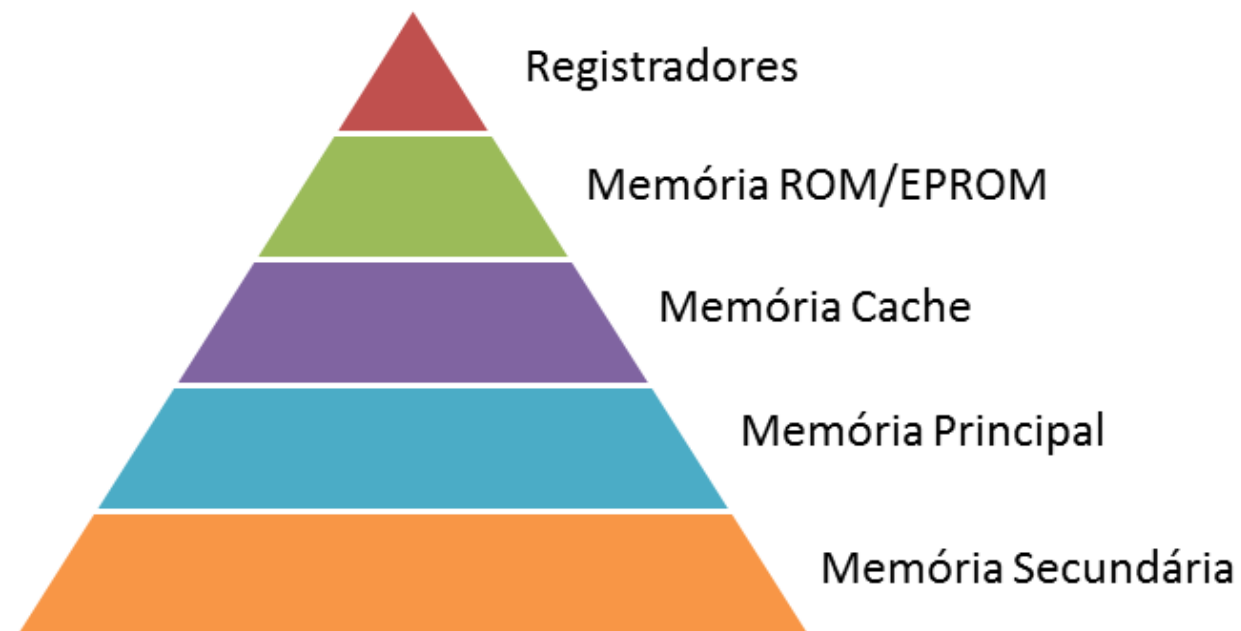 Registradores
Memória ROM/EPROM
Memória Cache
Memória Principal
Memória Secundária